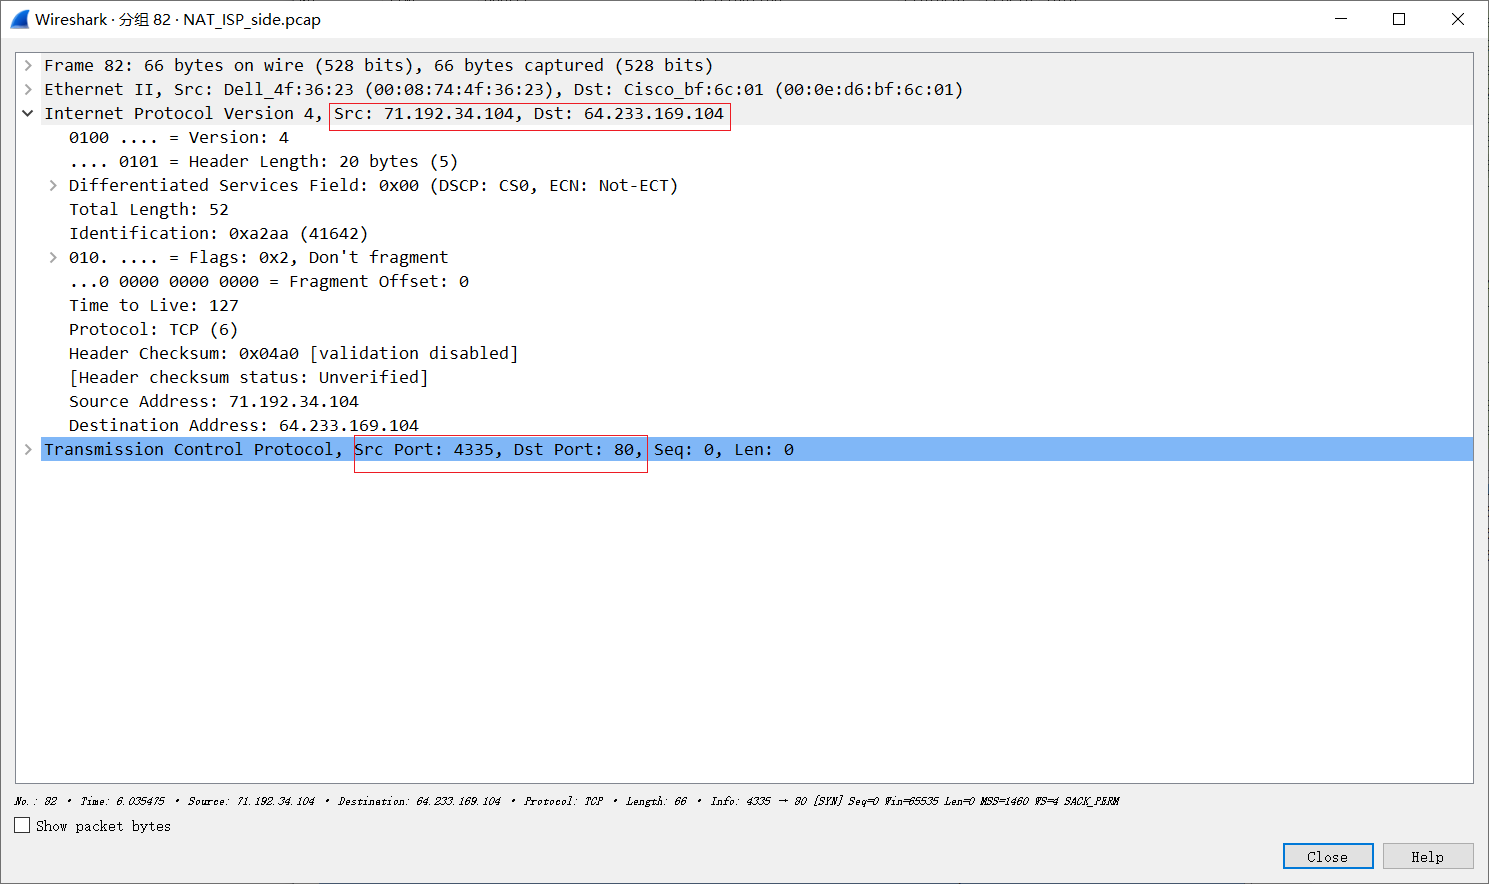 Wireshark · 分组 82 · NAT_ISP_side.pcap
Frame 82: 66 bytes on wire (528 bits), 66 bytes captured (528 bits)
Ethernet II, Src: Dell_4f:36:23 (00:08:74:4f:36:23), Dst: Cisco_bf:6c:01 (00:0e:d6:bf:6c:01)
Internet Protocol Version 4, Src: 71.192.34.104, Dst: 64.233.169.104
0100 .... = Version: 4
.... 0101 = Header Length: 20 bytes (5)
Differentiated Services Field: 0x00 (DSCP: CS0, ECN: Not-ECT)
Total Length: 52
Identification: 0xa2aa (41642)
010. .... = Flags: 0x2, Don't fragment
...0 0000 0000 0000 = Fragment Offset: 0
Time to Live: 127
Protocol: TCP (6)
Header Checksum: 0x04a0 [validation disabled]
[Header checksum status: Unverified]
Source Address: 71.192.34.104
Destination Address: 64.233.169.104
Transmission Control Protocol, Src Port: 4335, Dst Port: 80, Seq: 0, Len: 0
No.: 82 · Time: 6.035475 · Source: 71.192.34.104 · Destination: 64.233.169.104 · Protocol: TCP · Length: 66 · Info: 4335 → 80 [SYN] Seq=0 Win=65535 Len=0 MSS=1460 WS=4 SACK_PERM
Show packet bytes
Close Help